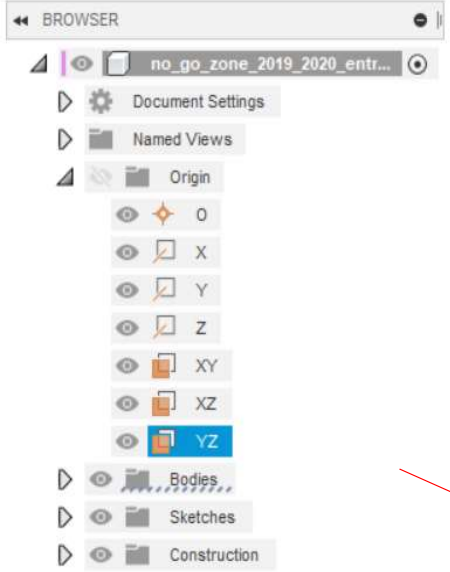 BROWSER
no_go_zone_2019_2020_entr...
Document Settings
Named Views
Origin
O
X
Y
Z
XY
XZ
YZ
Bodies
Sketches
Construction